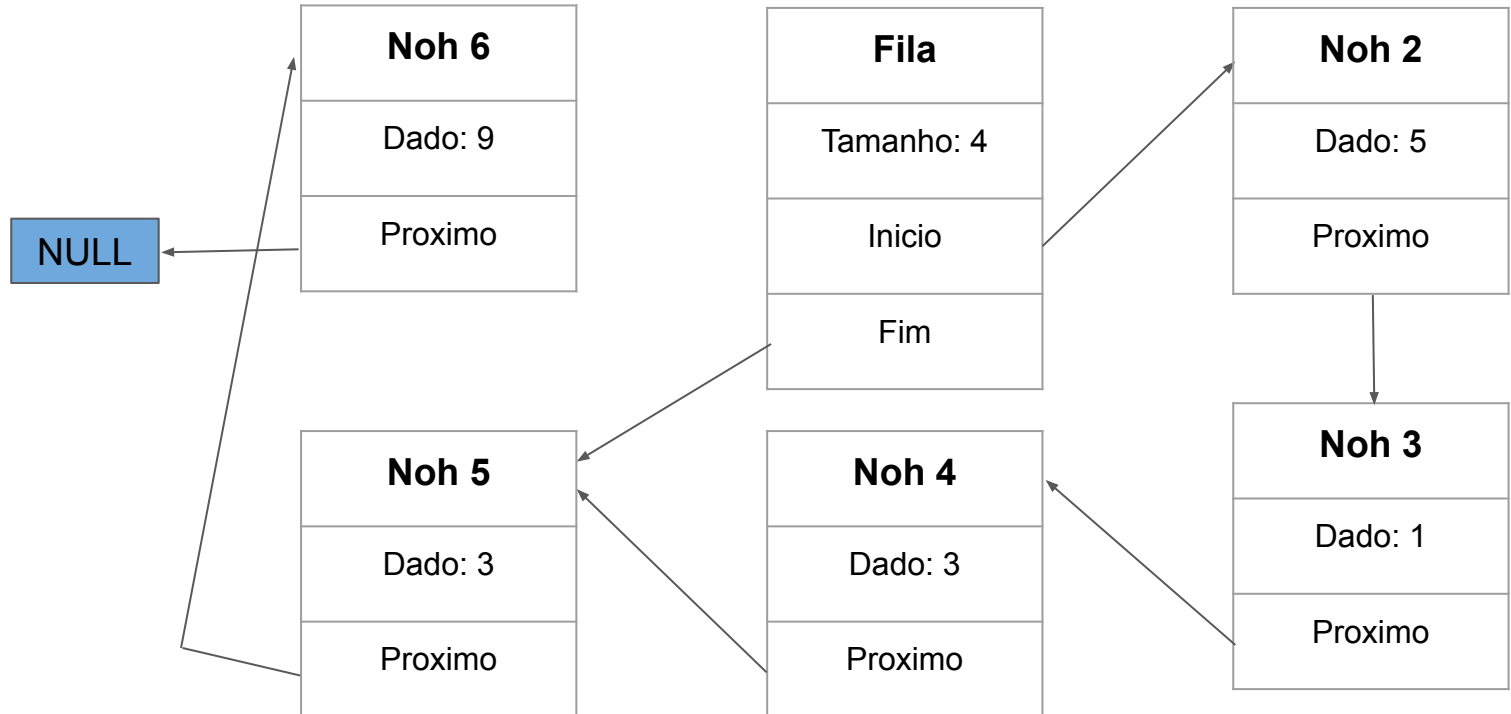 Noh 6
Dado: 9
Proximo
NULL
Fila
Tamanho: 4
Inicio
Fim
Noh 2
Dado: 5
Proximo
Noh 5
Dado: 3
Proximo
Noh 4
Dado: 3
Proximo
Noh 3
Dado: 1
Proximo